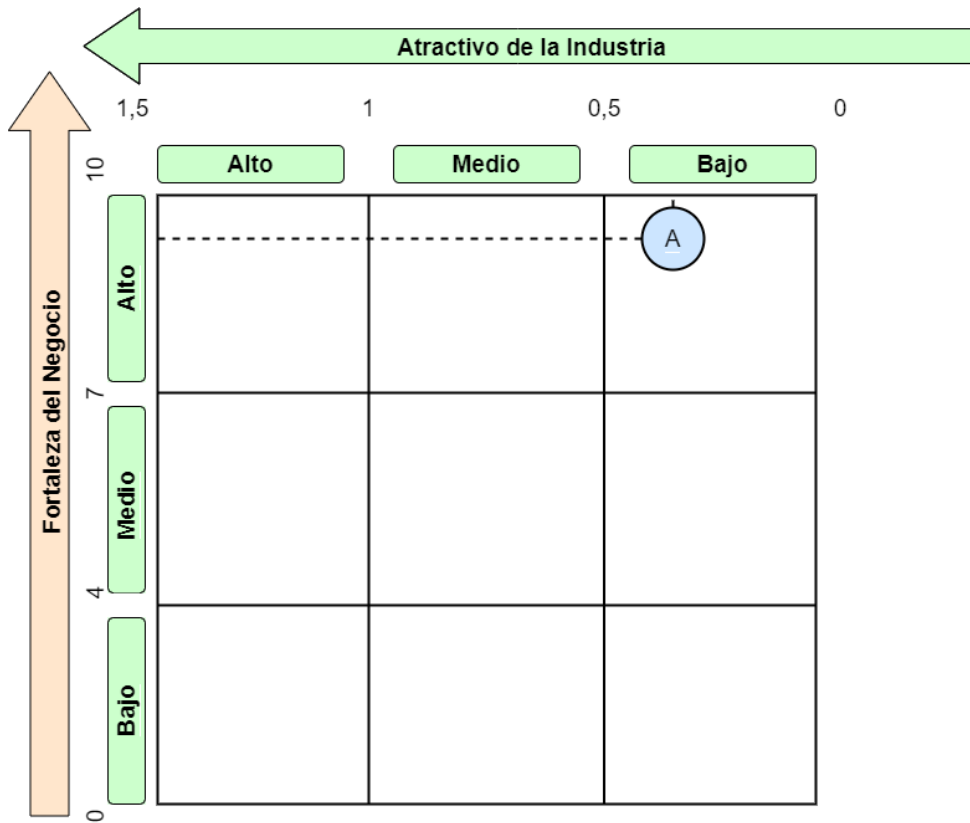 Atractivo de la Industria
1,5 1 0,5 0
Alto Medio Bajo
10
A
Alto
Fortaleza del Negocio
7
Medio
4
Bajo
0